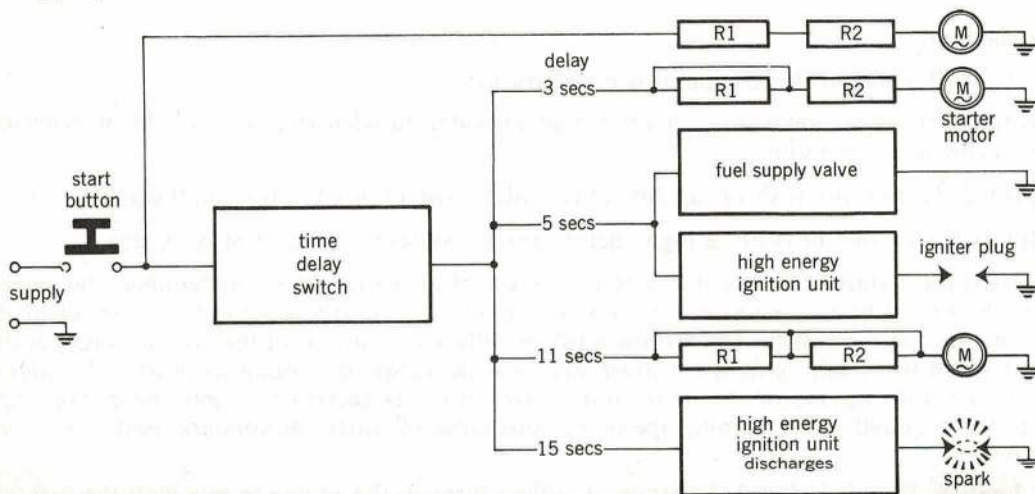 R1
R2
M
delay
3 secs
R1
R2
M
starter
motor
fuel supply valve
start
button
5 secs
time
delay
switch
high energy
ignition unit
igniter plug
supply
11 secs
R1
R2
M
15 secs
high energy
ignition unit
discharges
spark